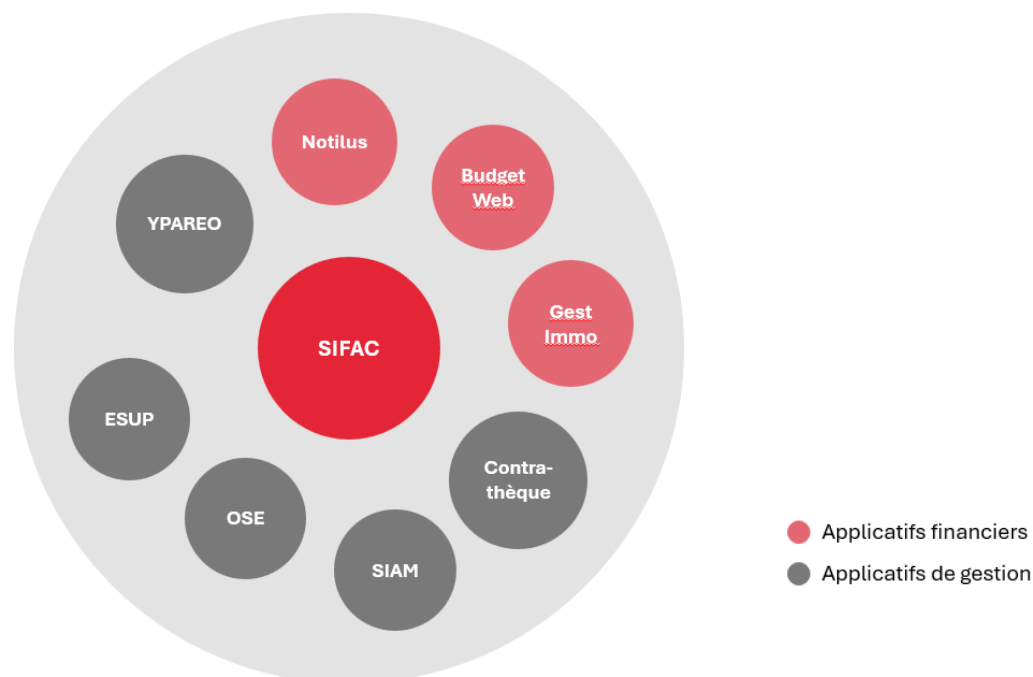 Notilus
Budget
Web
YPAREO
Gest
Immo
SIFAC
ESUP
Contra-
thèque
OSE
SIAM
Applicatifs financiers
Applicatifs de gestion